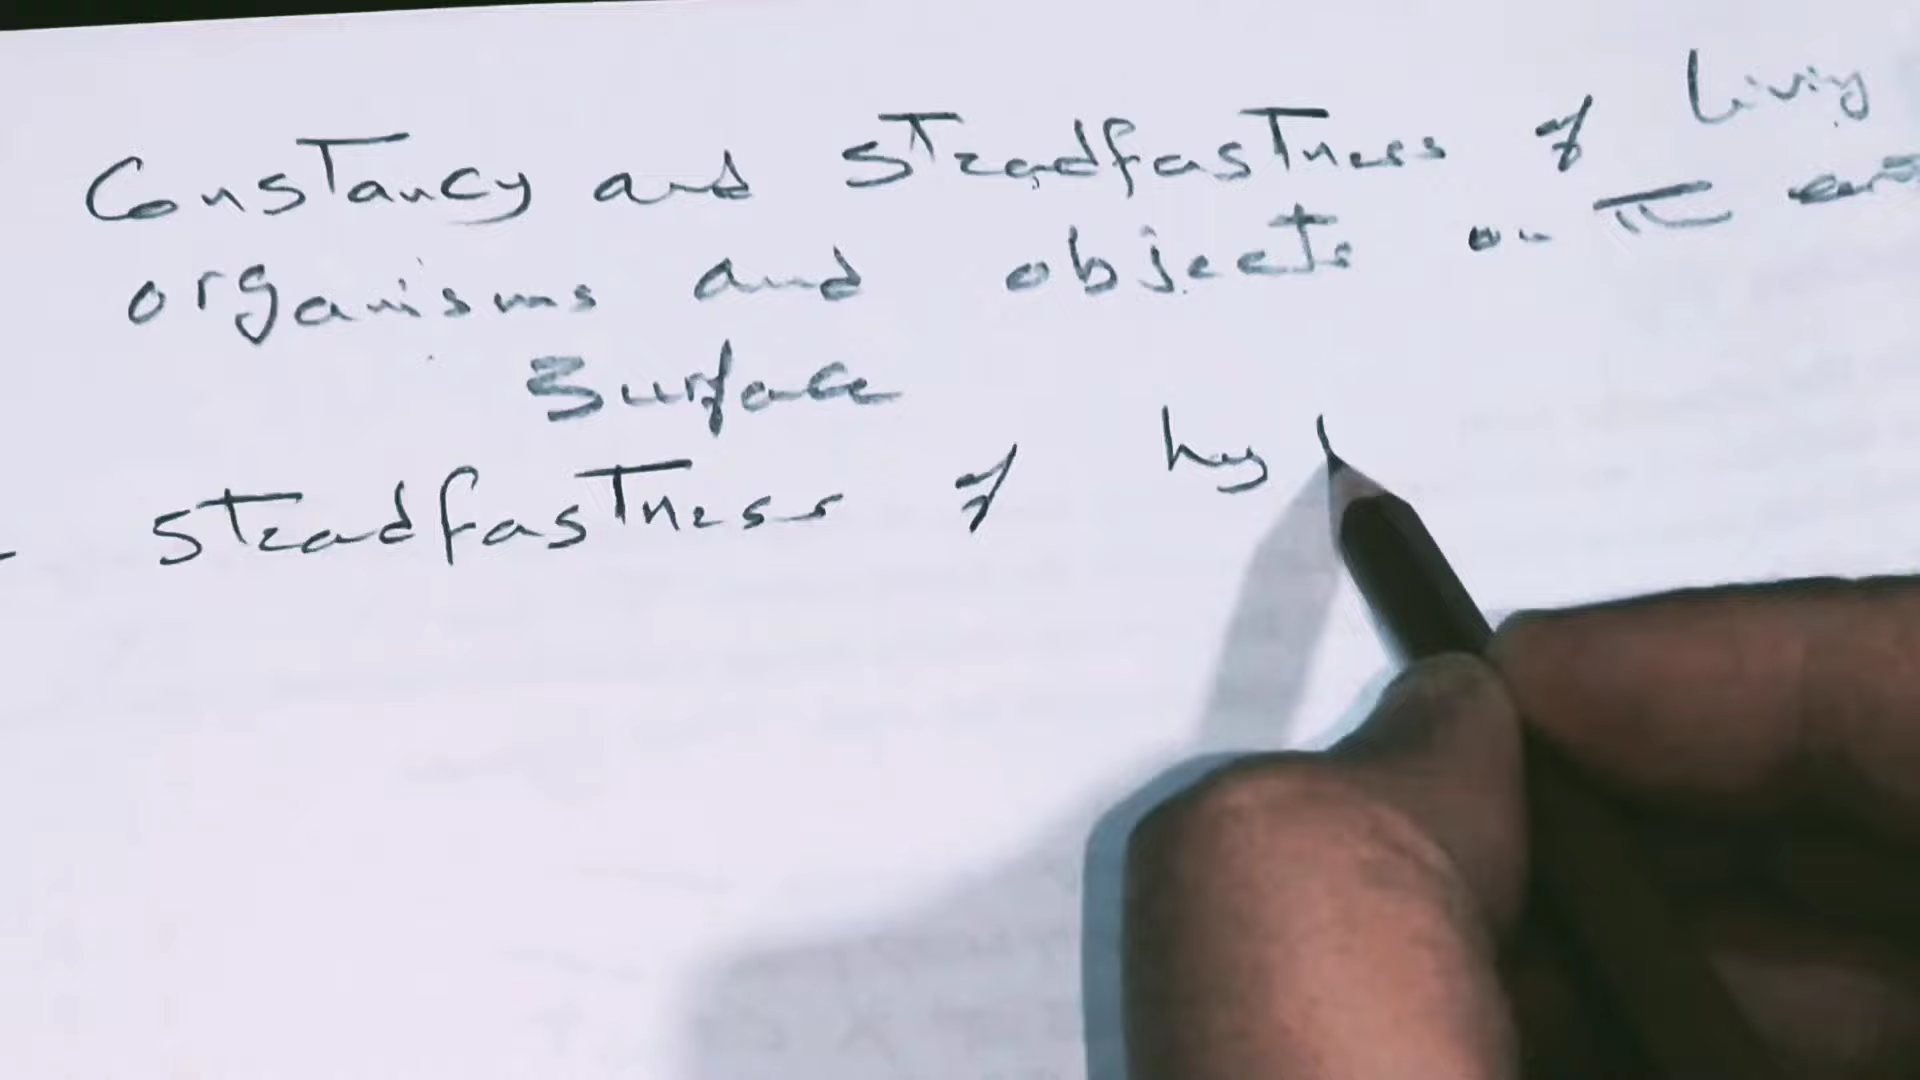 Constancy and steadfastness of living
organisms and objects on the
surface
- steadfastness of